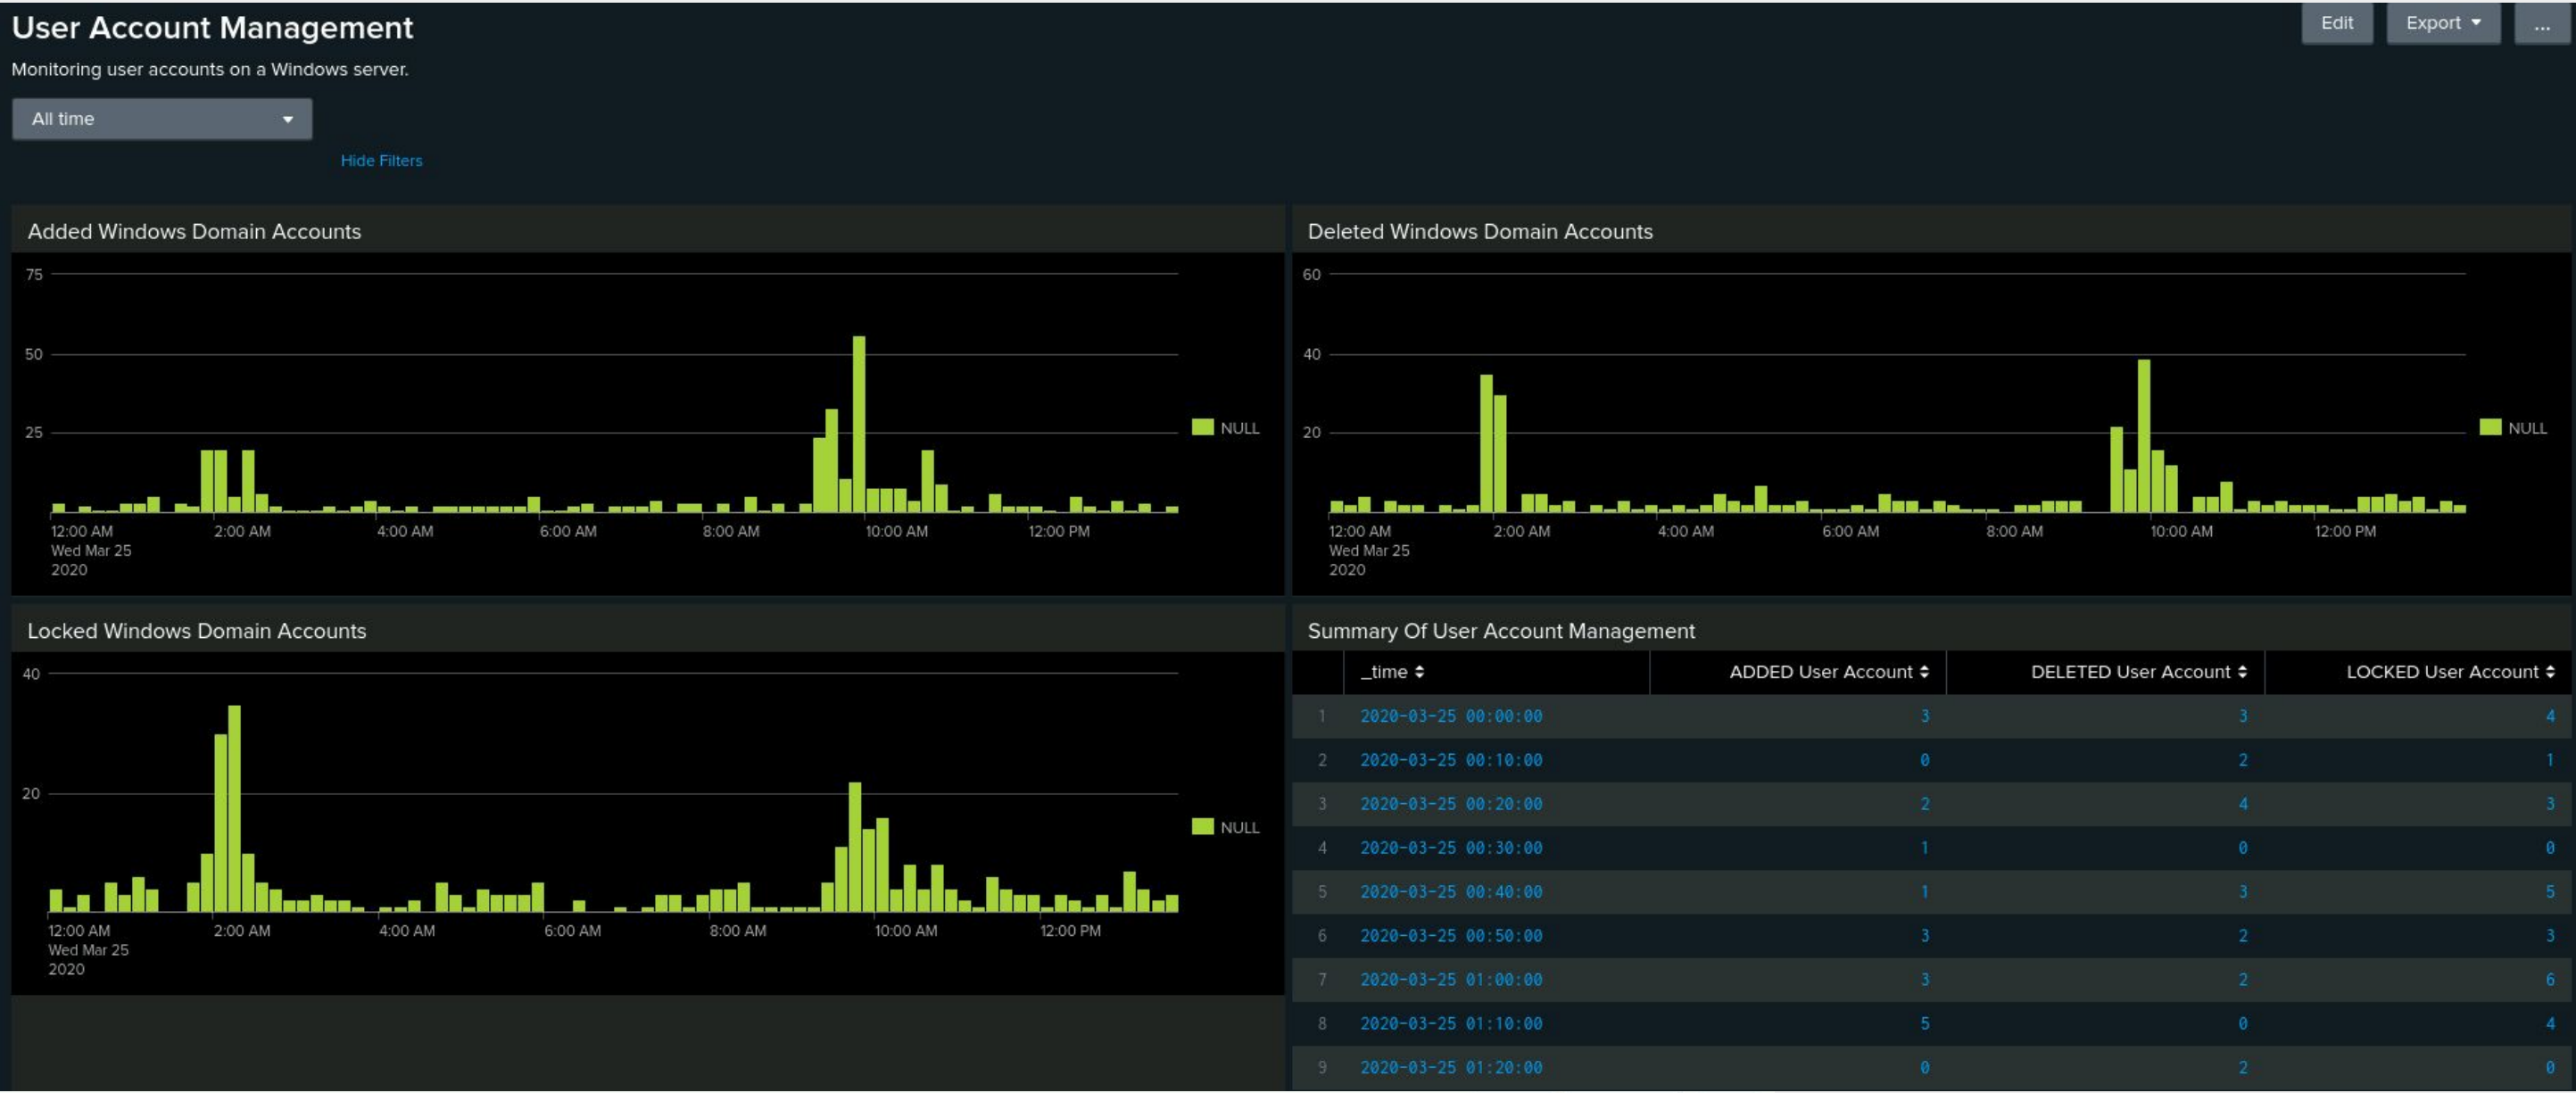 User Account Management
Edit
Export
...
Monitoring user accounts on a Windows server.
All time
Hide Filters
Added Windows Domain Accounts
75
50
25
NULL
12:00 AM 2:00 AM 4:00 AM 6:00 AM 8:00 AM 10:00 AM 12:00 PM
Wed Mar 25
2020
Deleted Windows Domain Accounts
60
40
20
NULL
12:00 AM 2:00 AM 4:00 AM 6:00 AM 8:00 AM 10:00 AM 12:00 PM
Wed Mar 25
2020
Locked Windows Domain Accounts
40
20
NULL
12:00 AM 2:00 AM 4:00 AM 6:00 AM 8:00 AM 10:00 AM 12:00 PM
Wed Mar 25
2020
Summary Of User Account Management
_time ADDED User Account DELETED User Account LOCKED User Account
1 2020-03-25 00:00:00 3 3 4
2 2020-03-25 00:10:00 0 2 1
3 2020-03-25 00:20:00 2 4 3
4 2020-03-25 00:30:00 1 0 0
5 2020-03-25 00:40:00 1 3 5
6 2020-03-25 00:50:00 3 2 3
7 2020-03-25 01:00:00 3 2 6
8 2020-03-25 01:10:00 5 0 4
9 2020-03-25 01:20:00 0 2 0